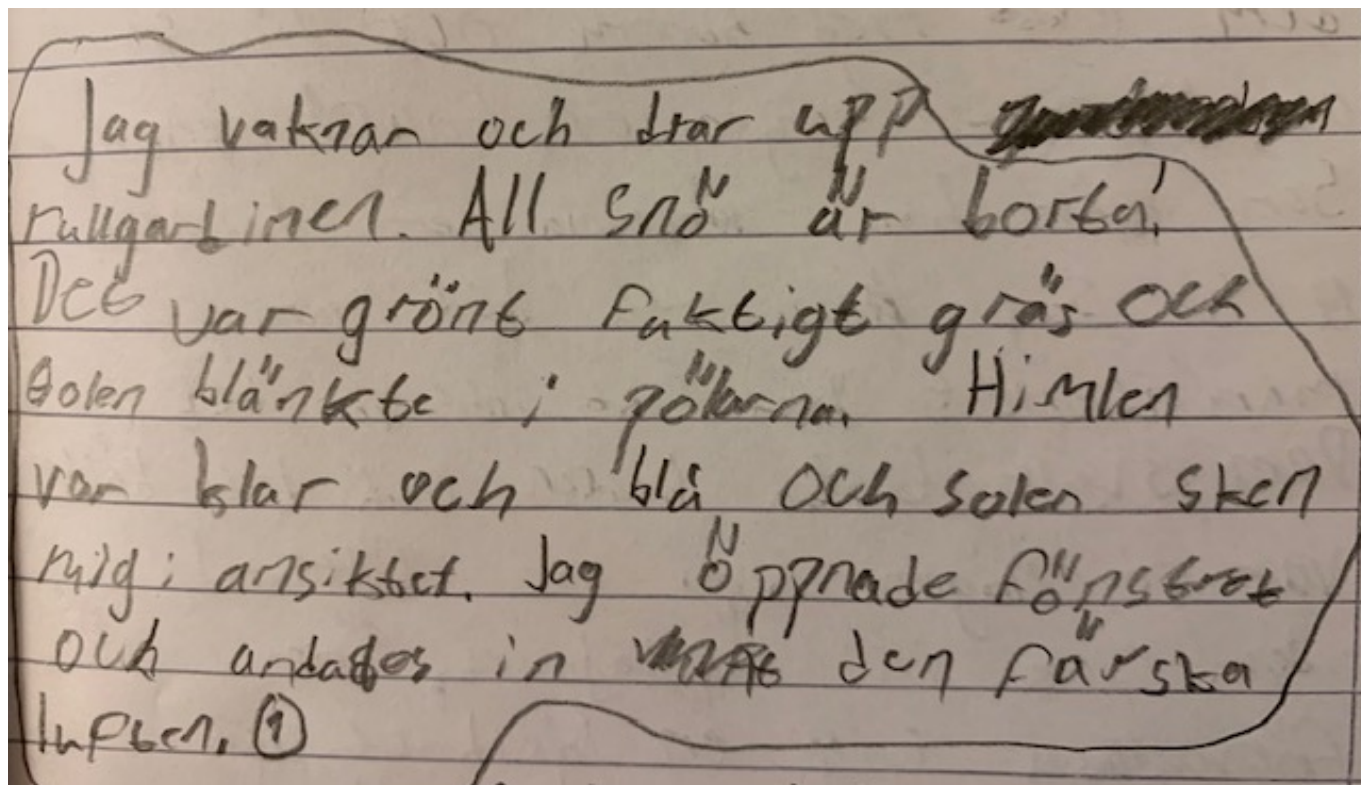 Jag vaknar och drar upp
rullgardinen. All snö är borta!
Det var grönt faktigt gräs och
solen blänkte i pölarna. Himlen
var klar och blå och solen sken
mig i ansiktet. Jag öppnade fönstret
och andades in den färska
luften. ①